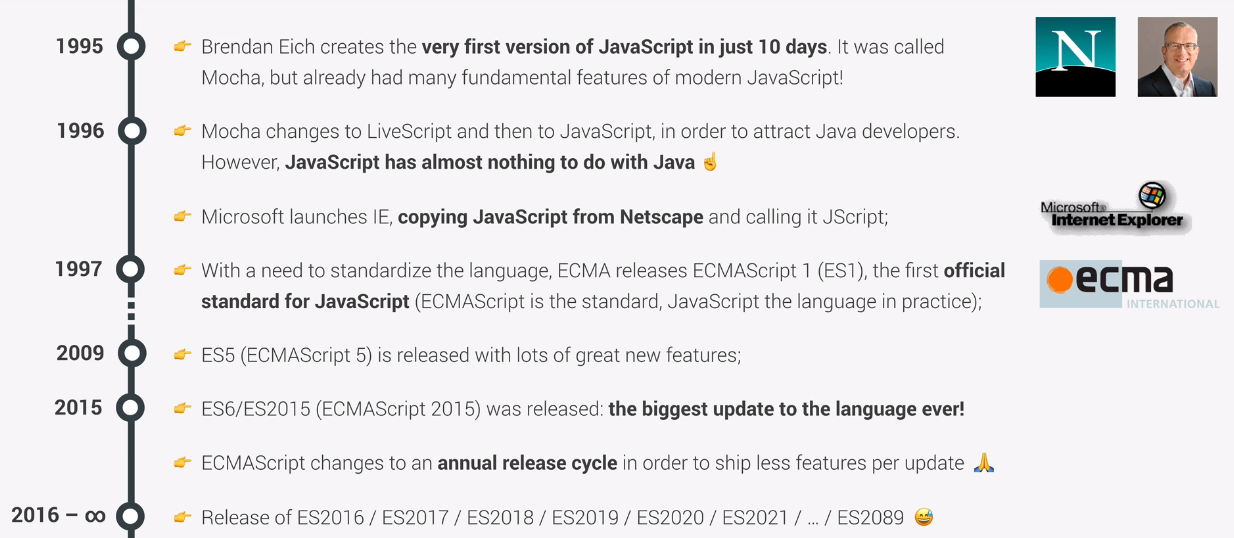 1995
👉 Brendan Eich creates the very first version of JavaScript in just 10 days. It was called
Mocha, but already had many fundamental features of modern JavaScript!
N
1996
👉 Mocha changes to LiveScript and then to JavaScript, in order to attract Java developers.
However, JavaScript has almost nothing to do with Java ☝️
👉 Microsoft launches IE, copying JavaScript from Netscape and calling it JScript;
Microsoft®
Internet Explorer
1997
👉 With a need to standardize the language, ECMA releases ECMAScript 1 (ES1), the first official
standard for JavaScript (ECMAScript is the standard, JavaScript the language in practice);
ecma
INTERNATIONAL
2009
👉 ES5 (ECMAScript 5) is released with lots of great new features;
2015
👉 ES6/ES2015 (ECMAScript 2015) was released: the biggest update to the language ever!
👉 ECMAScript changes to an annual release cycle in order to ship less features per update 🙏
2016 – ∞
👉 Release of ES2016 / ES2017 / ES2018 / ES2019 / ES2020 / ES2021 / … / ES2089 😅